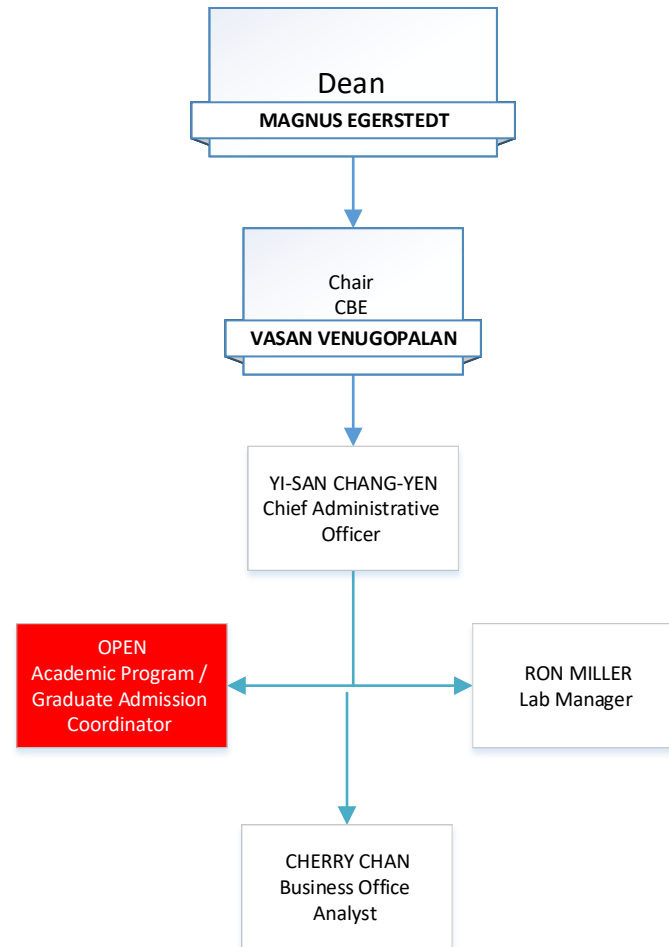 Dean
MAGNUS EGERSTEDT
Chair
CBE
VASAN VENUGOPALAN
YI-SAN CHANG-YEN
Chief Administrative
Officer
OPEN
Academic Program /
Graduate Admission
Coordinator
RON MILLER
Lab Manager
CHERRY CHAN
Business Office
Analyst